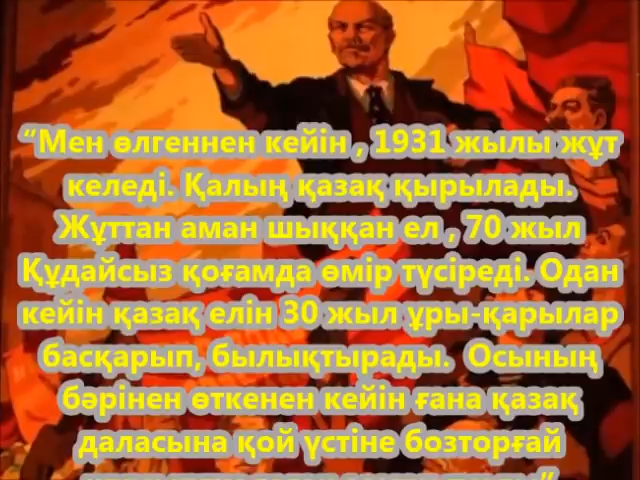 “Мен өлгеннен кейін , 1931 жылы жұт
келеді. Қалың қазақ қырылады.
Жұттан аман шыққан ел , 70 жыл
Құдайсыз қоғамда өмір түсіреді. Одан
кейін қазақ елін 30 жыл ұры-қарылар
басқарып, былықтырады.  Осының
бәрінен өткенен кейін ғана қазақ
даласына қой үстіне бозторғай